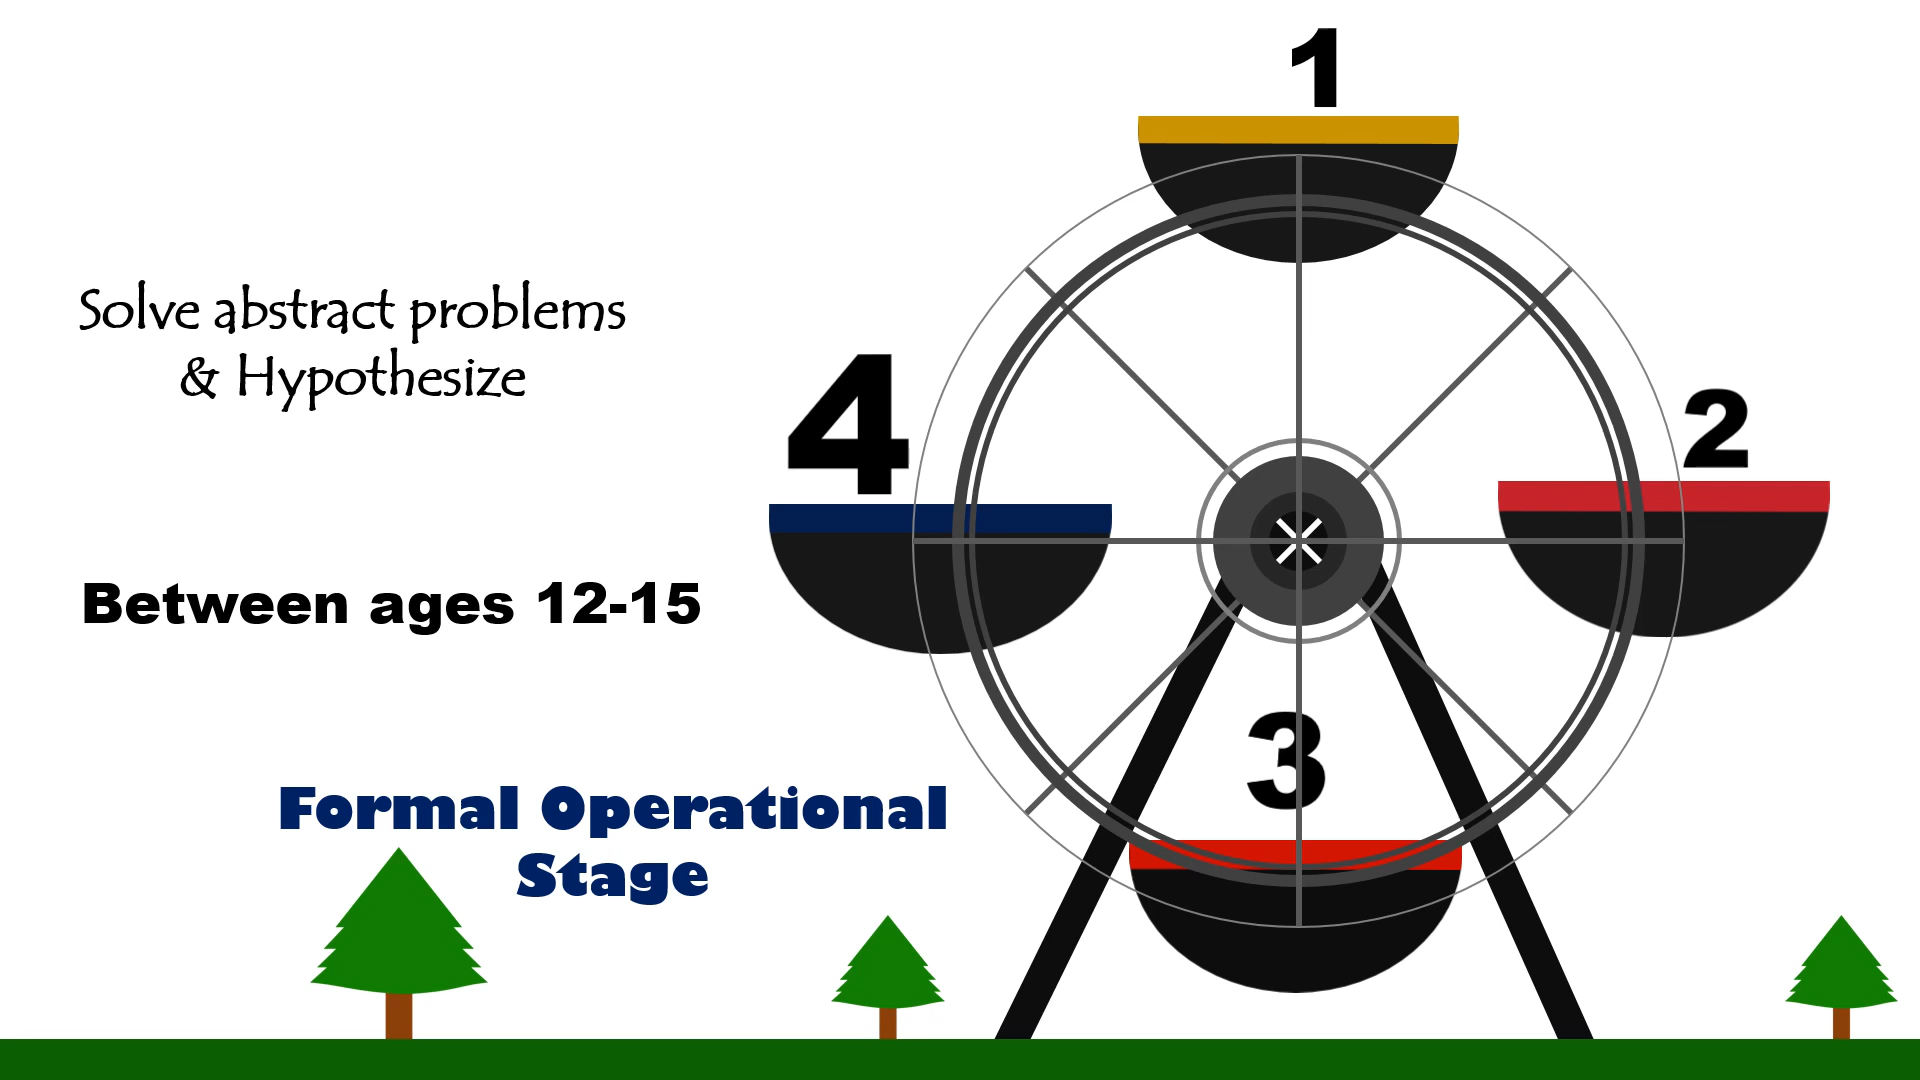 1
Solve abstract problems
& Hypothesize
4
2
Between ages 12-15
3
Formal Operational
Stage